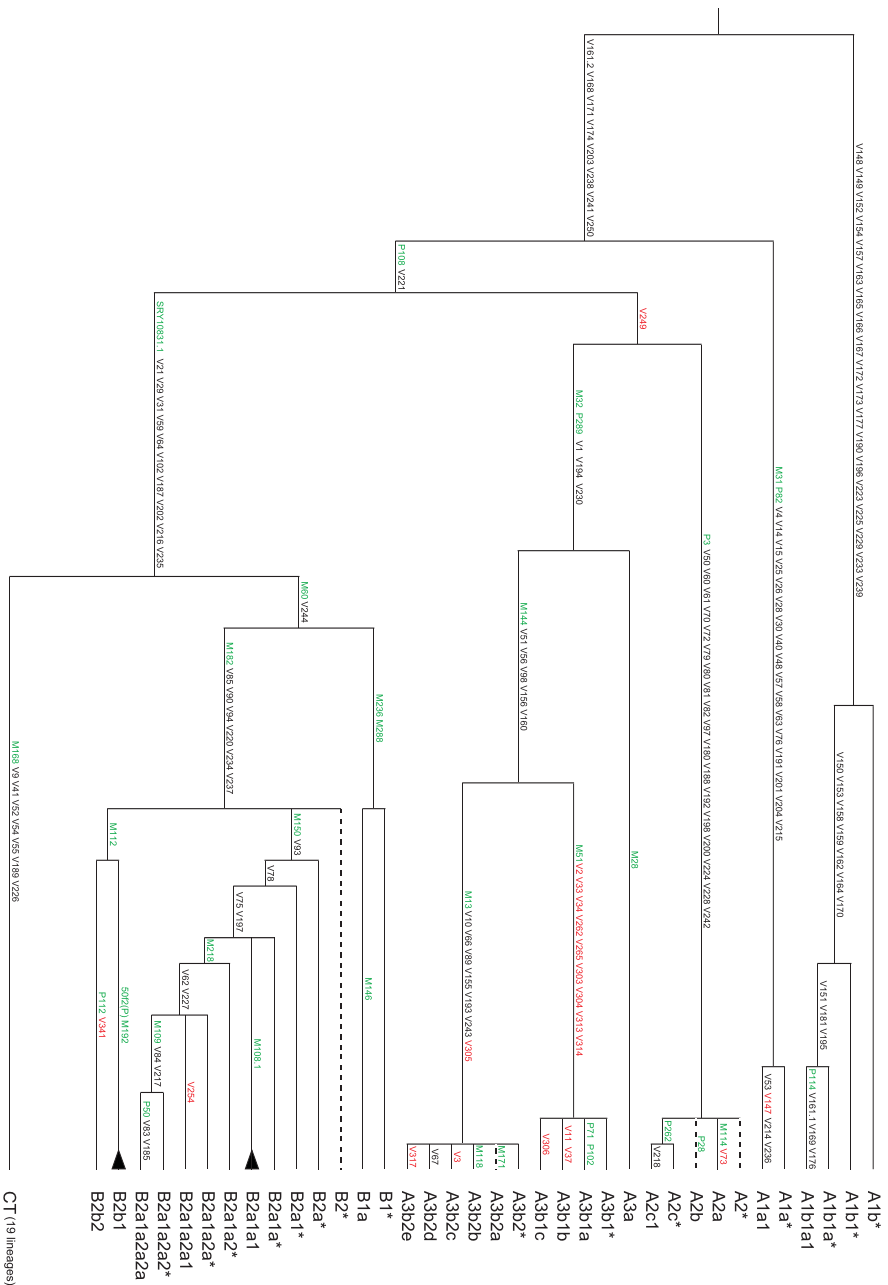 V148 V149 V152 V154 V157 V163 V165 V166 V167 V172 V173 V177 V190 V196 V223 V225 V229 V233 V239
V150 V153 V158 V159 V162 V164 V170
V151 V181 V195
P114 V161.1 V169 V176
V161.2 V168 V171 V174 V203 V238 V241 V250
M31 P82 V4 V14 V15 V25 V26 V28 V30 V40 V48 V57 V58 V63 V76 V191 V201 V204 V215
V53 V147 V214 V236
P108 V221
V249
P3 V50 V60 V61 V70 V72 V79 V80 V81 V82 V97 V180 V188 V192 V198 V200 V224 V228 V242
M114 V73
P28
P262
V218
M32 P289 V1 V194 V230
M28
M144 V51 V56 V98 V156 V160
M51 V2 V33 V34 V262 V265 V303 V304 V313 V314
P71 P102
V11 V37
V306
M13 V10 V66 V89 V155 V193 V243 V305
M171
M118
V3
V67
V317
SRY10831.1 V21 V29 V31 V59 V64 V102 V187 V202 V216 V235
M60 V244
M236 M288
M146
M182 V85 V90 V94 V220 V234 V237
M150 V93
V78
V75 V197
M108.1
M218
V62 V227
V254
M109 V84 V217
P50 V83 V185
M112
50f2(P) M192
P112 V341
M168 V9 V41 V52 V54 V55 V189 V226
A1b*
A1b1*
A1b1a*
A1b1a1
A1a*
A1a1
A2*
A2a
A2b
A2c*
A2c1
A3a
A3b1*
A3b1a
A3b1b
A3b1c
A3b2*
A3b2a
A3b2b
A3b2c
A3b2d
A3b2e
B1*
B1a
B2*
B2a*
B2a1*
B2a1a*
B2a1a1
B2a1a2*
B2a1a2a*
B2a1a2a1
B2a1a2a2*
B2a1a2a2a
B2b1
B2b2
CT (19 lineages)